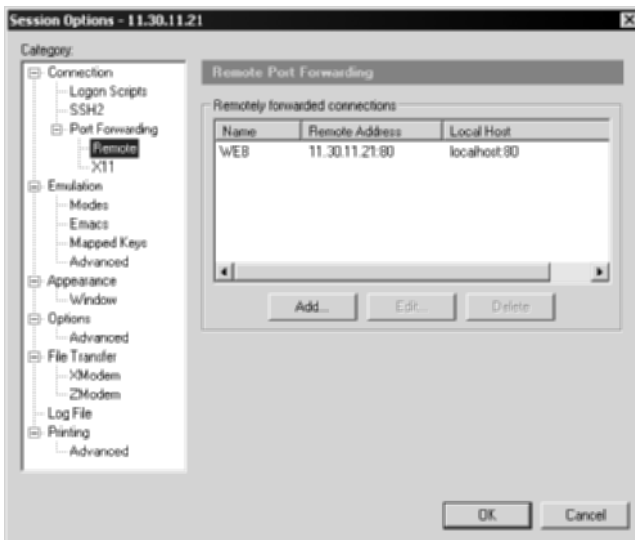 Session Options - 11.30.11.21
Category:
Connection
Logon Scripts
SSH2
Port Forwarding
Remote
X11
Emulation
Modes
Emacs
Mapped Keys
Advanced
Appearance
Window
Options
Advanced
File Transfer
XModem
ZModem
Log File
Printing
Advanced
Remote Port Forwarding
Remotely forwarded connections
Name Remote Address Local Host
WEB 11.30.11.21:80 localhost:80
Add... Edit... Delete
OK Cancel